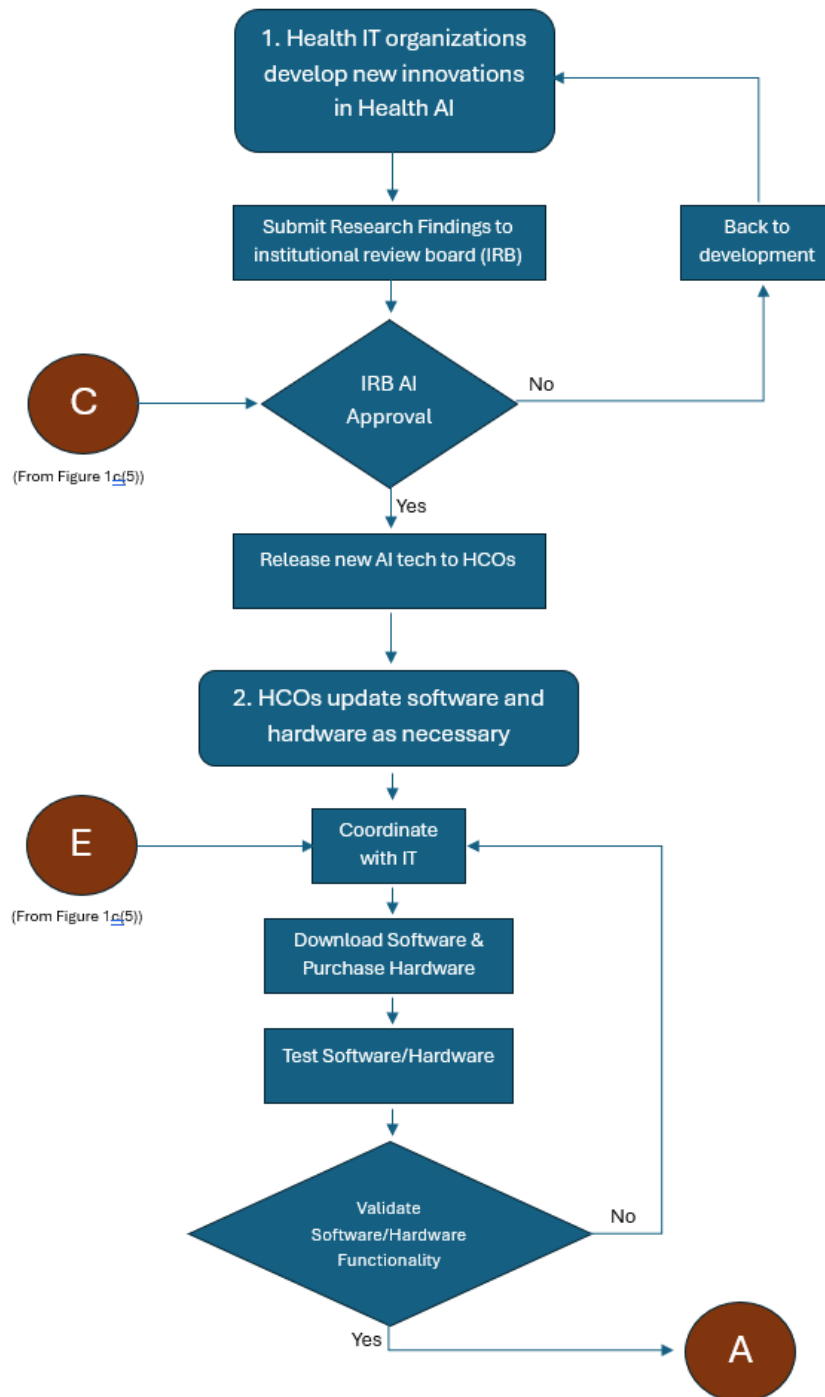 1. Health IT organizations
develop new innovations
in Health AI
Submit Research Findings to
institutional review board (IRB)
Back to
development
IRB AI
Approval
No
C
(From Figure 1c(5))
Yes
Release new AI tech to HCOs
2. HCOs update software and
hardware as necessary
Coordinate
with IT
E
(From Figure 1c(5))
Download Software &
Purchase Hardware
Test Software/Hardware
Validate
Software/Hardware
Functionality
No
Yes
A